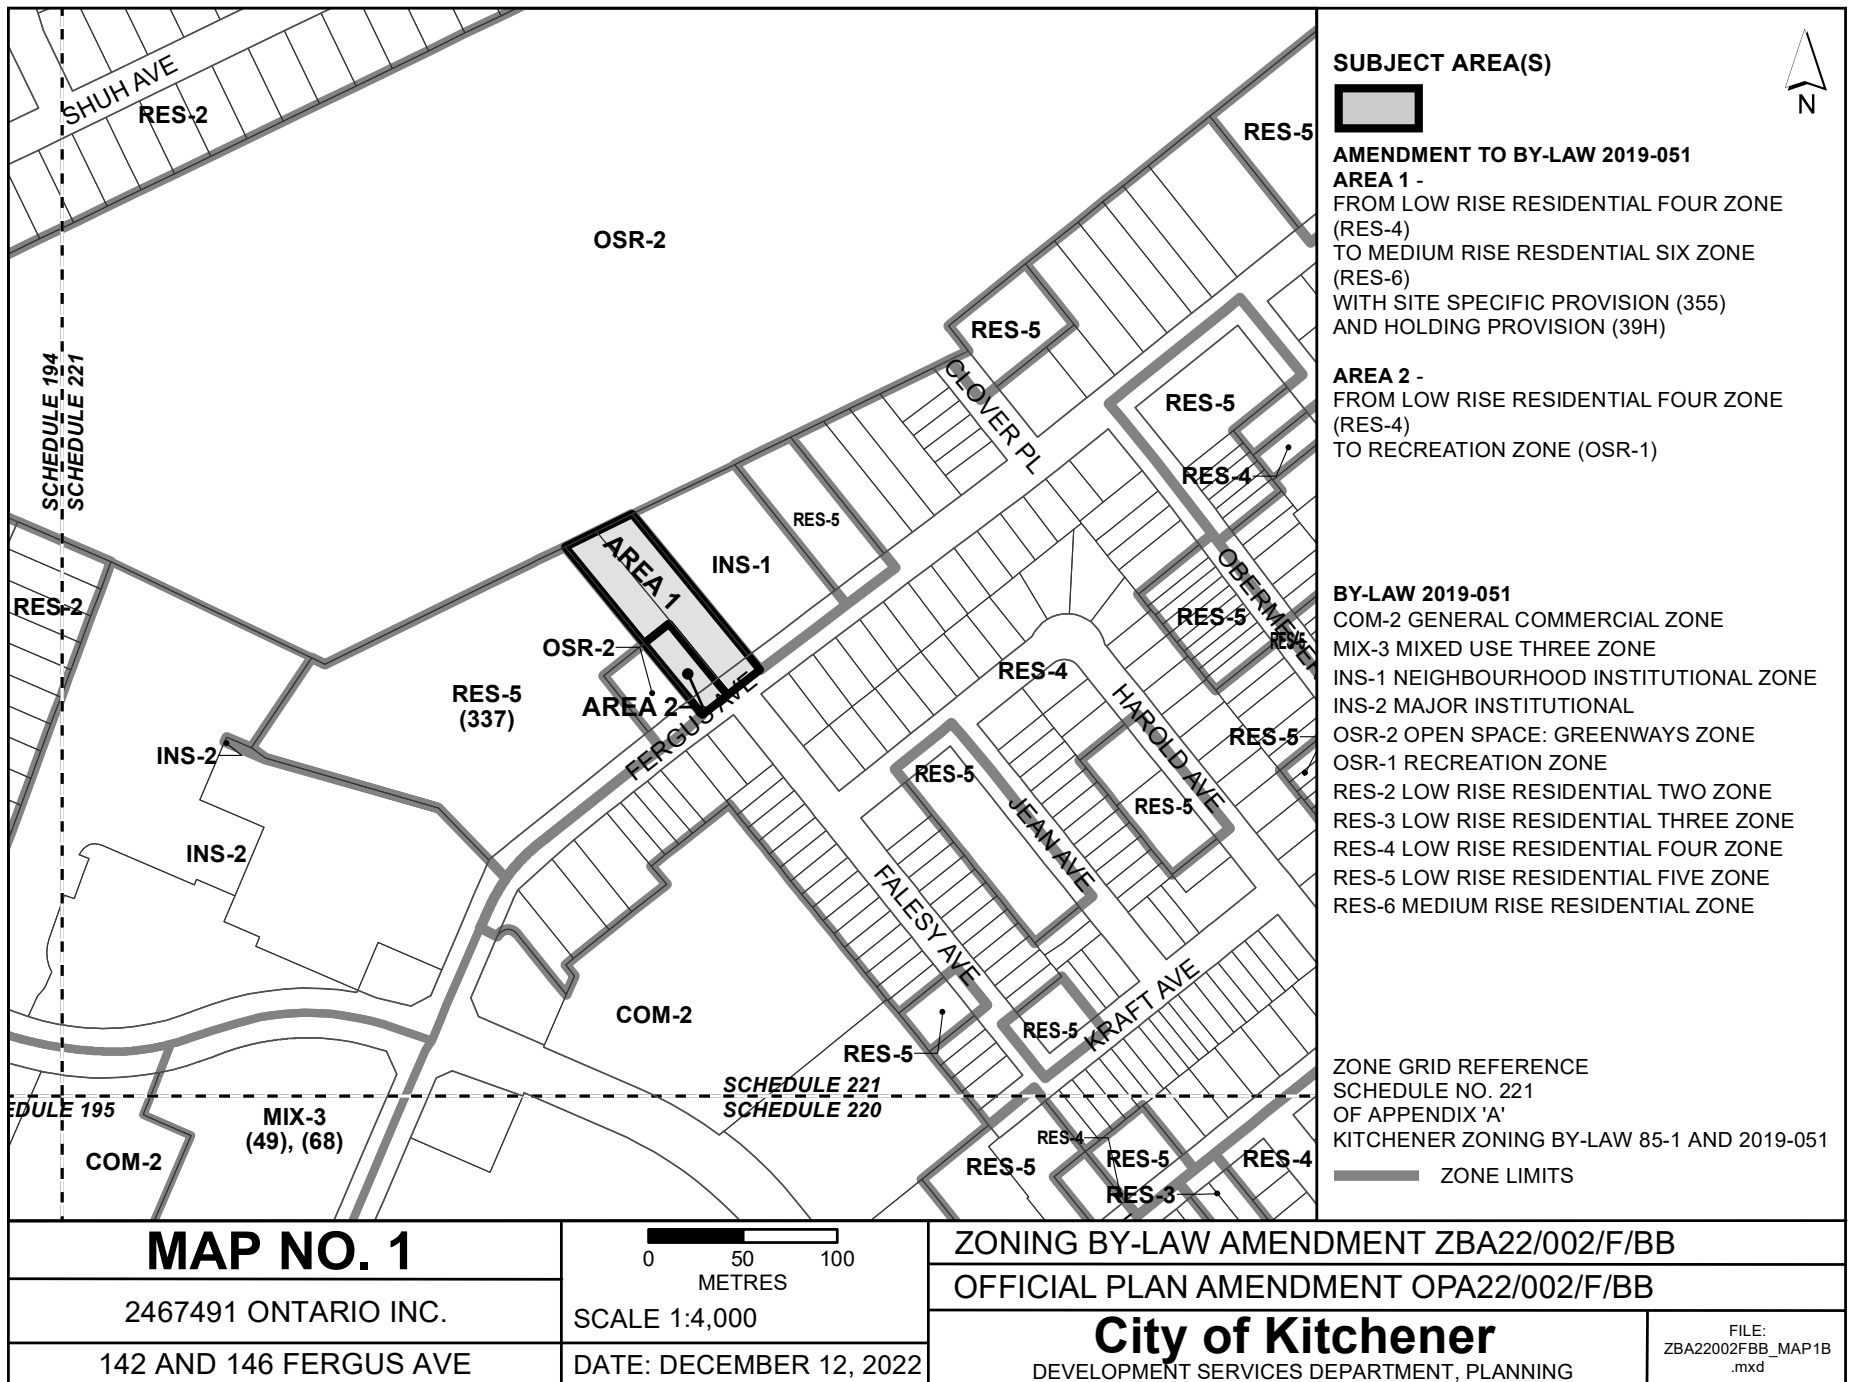 SHUH AVE
RES-2
OSR-2
RES-5
RES-5
CLOVER PL
RES-5
RES-4
SCHEDULE 194
SCHEDULE 221
RES-5
INS-1
AREA 1
OBERMEYER
RES-2
RES-5
RES-5
OSR-2
RES-4
RES-5
(337)
AREA 2
FERGUS AVE
HAROLD AVE
RES-5
INS-2
RES-5
RES-5
JEAN AVE
INS-2
FALESY AVE
COM-2
KRAFT AVE
RES-5
RES-5
SCHEDULE 221
SCHEDULE 220
EDULE 195
MIX-3
(49), (68)
COM-2
RES-4
RES-5
RES-5
RES-4
RES-3
SUBJECT AREA(S)
N
AMENDMENT TO BY-LAW 2019-051
AREA 1 -
FROM LOW RISE RESIDENTIAL FOUR ZONE
(RES-4)
TO MEDIUM RISE RESDENTIAL SIX ZONE
(RES-6)
WITH SITE SPECIFIC PROVISION (355)
AND HOLDING PROVISION (39H)
AREA 2 -
FROM LOW RISE RESIDENTIAL FOUR ZONE
(RES-4)
TO RECREATION ZONE (OSR-1)
BY-LAW 2019-051
COM-2 GENERAL COMMERCIAL ZONE
MIX-3 MIXED USE THREE ZONE
INS-1 NEIGHBOURHOOD INSTITUTIONAL ZONE
INS-2 MAJOR INSTITUTIONAL
OSR-2 OPEN SPACE: GREENWAYS ZONE
OSR-1 RECREATION ZONE
RES-2 LOW RISE RESIDENTIAL TWO ZONE
RES-3 LOW RISE RESIDENTIAL THREE ZONE
RES-4 LOW RISE RESIDENTIAL FOUR ZONE
RES-5 LOW RISE RESIDENTIAL FIVE ZONE
RES-6 MEDIUM RISE RESIDENTIAL ZONE
ZONE GRID REFERENCE
SCHEDULE NO. 221
OF APPENDIX 'A'
KITCHENER ZONING BY-LAW 85-1 AND 2019-051
ZONE LIMITS
MAP NO. 1
2467491 ONTARIO INC.
142 AND 146 FERGUS AVE
0 50 100
METRES
SCALE 1:4,000
DATE: DECEMBER 12, 2022
ZONING BY-LAW AMENDMENT ZBA22/002/F/BB
OFFICIAL PLAN AMENDMENT OPA22/002/F/BB
City of Kitchener
DEVELOPMENT SERVICES DEPARTMENT, PLANNING
FILE:
ZBA22002FBB_MAP1B
.mxd